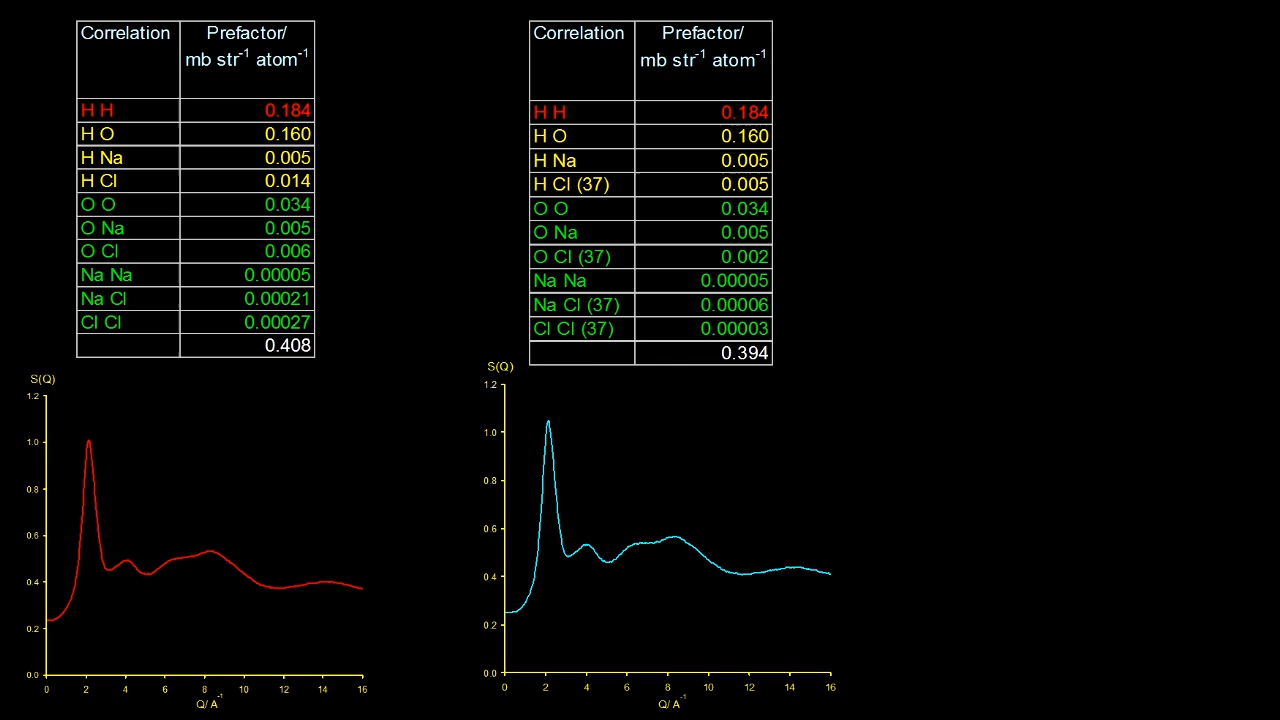 Correlation Prefactor/
mb str-1 atom-1
H H 0.184
H O 0.160
H Na 0.005
H Cl 0.014
O O 0.034
O Na 0.005
O Cl 0.006
Na Na 0.00005
Na Cl 0.00021
Cl Cl 0.00027
0.408
Correlation Prefactor/
mb str-1 atom-1
H H 0.184
H O 0.160
H Na 0.005
H Cl (37) 0.005
O O 0.034
O Na 0.005
O Cl (37) 0.002
Na Na 0.00005
Na Cl (37) 0.00006
Cl Cl (37) 0.00003
0.394
S(Q)
1.2
1.0
0.8
0.6
0.4
0.2
0.0
0 2 4 6 8 10 12 14 16
Q/ A-1
S(Q)
1.2
1.0
0.8
0.6
0.4
0.2
0.0
0 2 4 6 8 10 12 14 16
Q/ A-1